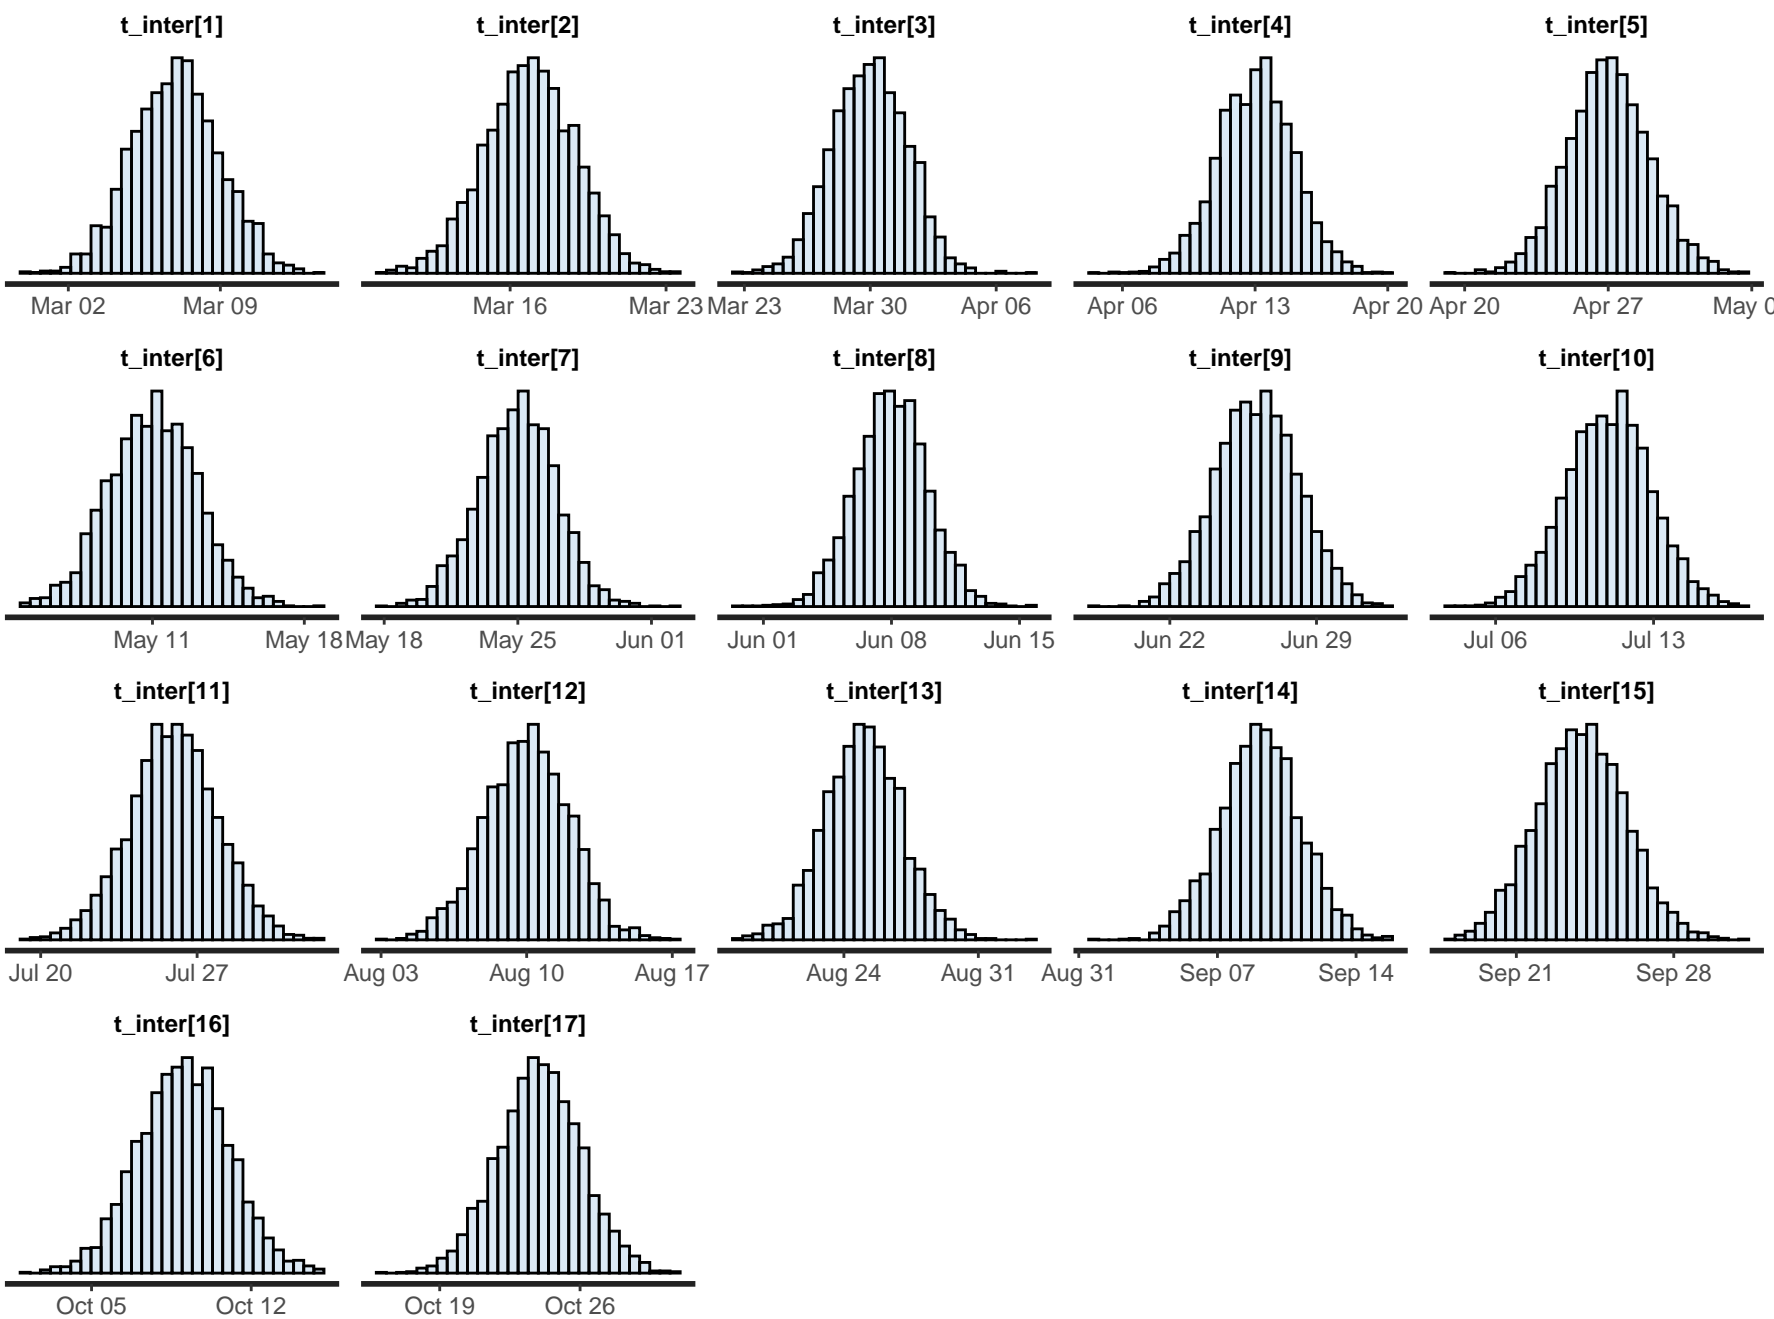 t_inter[1] t_inter[2] t_inter[3] t_inter[4] t_inter[5]
Mar 02 Mar 09 Mar 16 Mar 23 Mar 23 Mar 30 Apr 06 Apr 06 Apr 13 Apr 20 Apr 20 Apr 27 May 0
t_inter[6] t_inter[7] t_inter[8] t_inter[9] t_inter[10]
May 11 May 18 May 18 May 25 Jun 01 Jun 01 Jun 08 Jun 15 Jun 22 Jun 29 Jul 06 Jul 13
t_inter[11] t_inter[12] t_inter[13] t_inter[14] t_inter[15]
Jul 20 Jul 27 Aug 03 Aug 10 Aug 17 Aug 24 Aug 31 Aug 31 Sep 07 Sep 14 Sep 21 Sep 28
t_inter[16] t_inter[17]
Oct 05 Oct 12 Oct 19 Oct 26